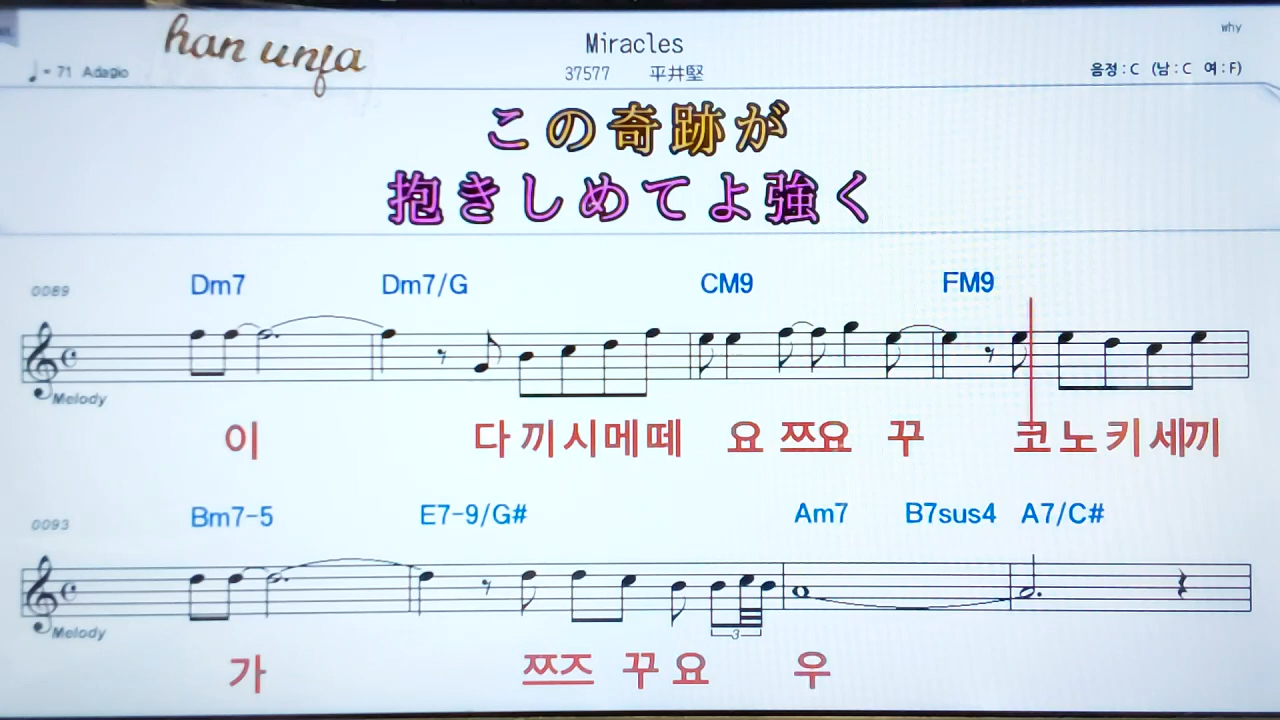 han unja
Miracles
why
♩= 71 Adagio
37577 平井堅
음정 : C (남 : C 여 : F)
この奇跡が
抱きしめてよ強く
0089 Dm7 Dm7/G CM9 FM9
Melody
이 다 끼 시 메 떼 요 쯔요 꾸 코 노 키 세끼
0093 Bm7-5 E7-9/G# Am7 B7sus4 A7/C#
3
Melody
가 쯔즈 꾸 요 우